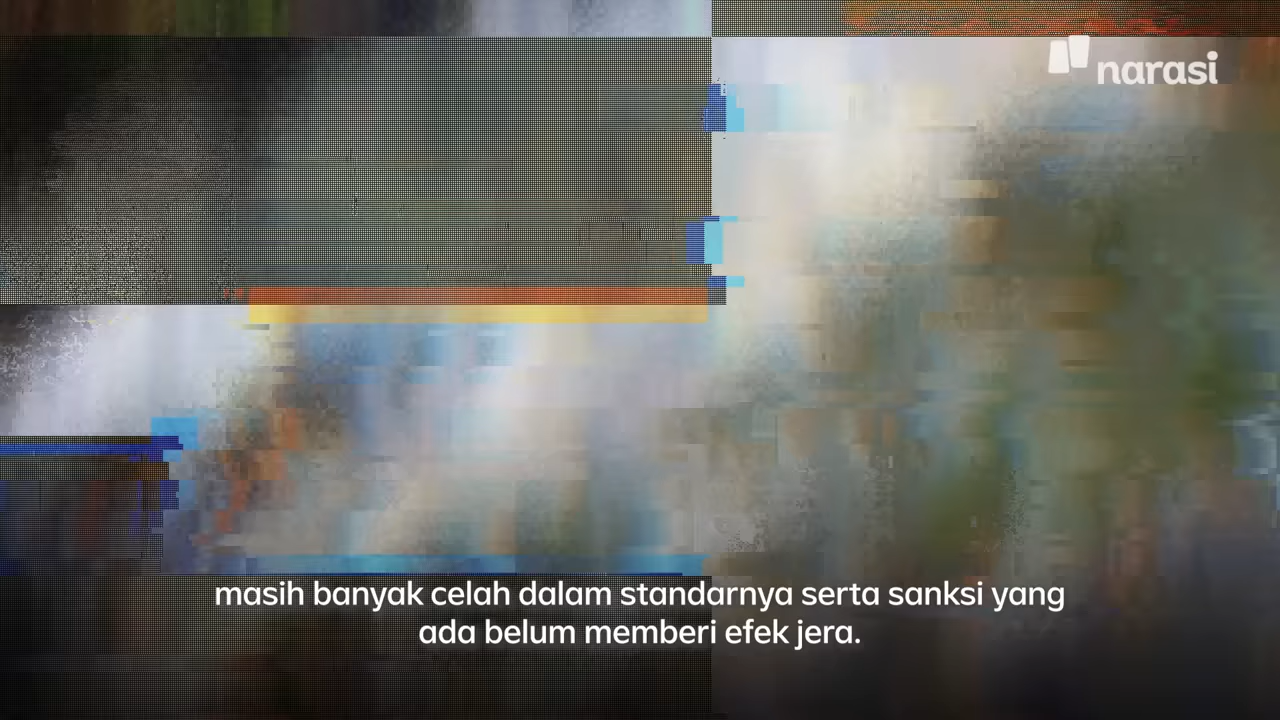 narasi
masih banyak celah dalam standarnya serta sanksi yang
ada belum memberi efek jera.